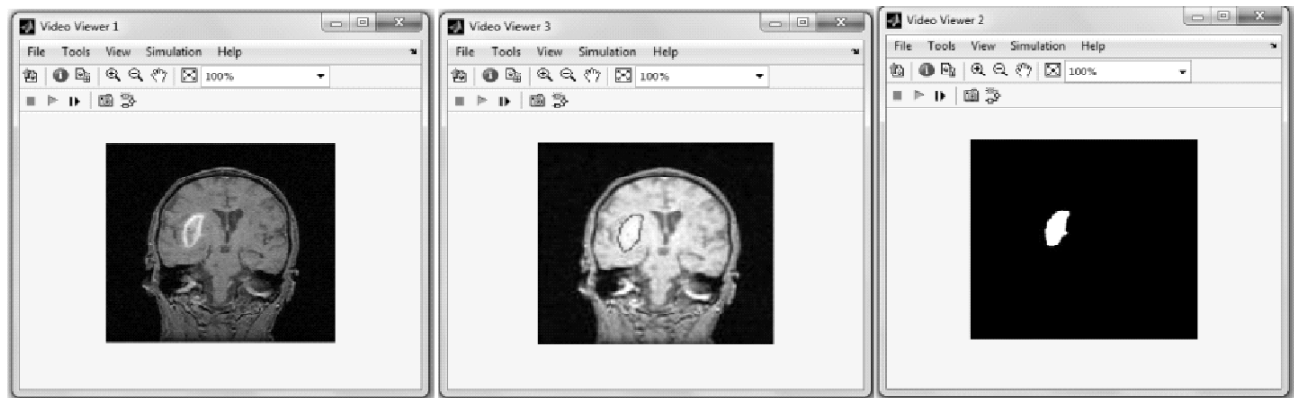 Video Viewer 1
File Tools View Simulation Help
100%
Video Viewer 3
File Tools View Simulation Help
100%
Video Viewer 2
File Tools View Simulation Help
100%